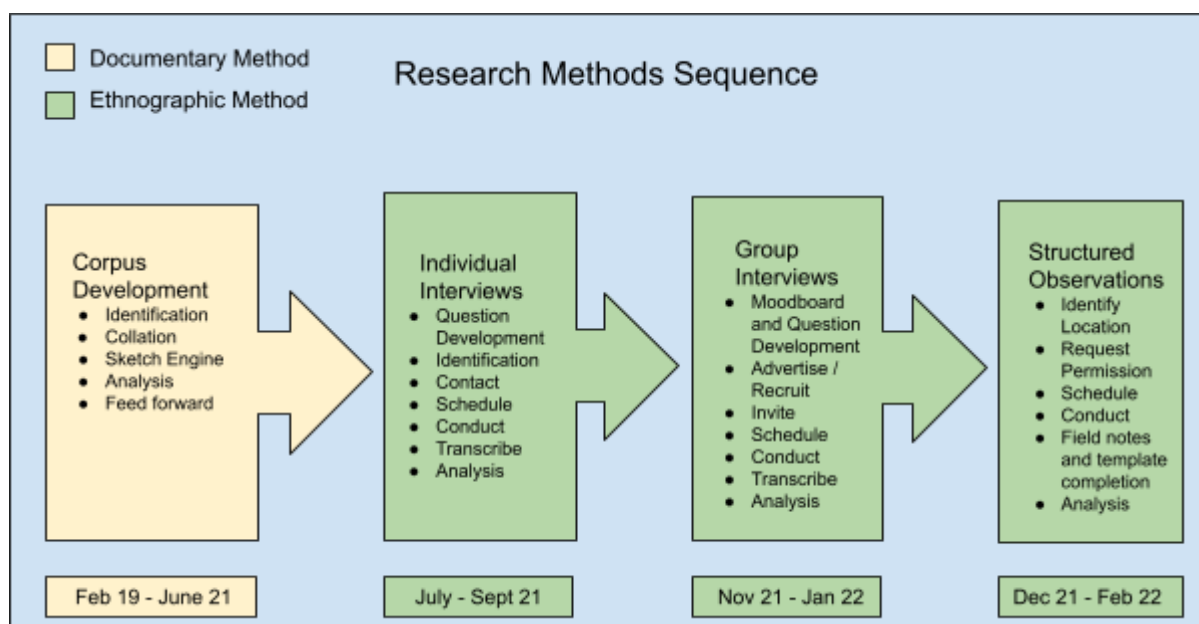 Documentary Method
Ethnographic Method
Research Methods Sequence
Corpus
Development
● Identification
● Collation
● Sketch Engine
● Analysis
● Feed forward
Individual
Interviews
● Question
Development
● Identification
● Contact
● Schedule
● Conduct
● Transcribe
● Analysis
Group
Interviews
● Moodboard
and Question
Development
● Advertise /
Recruit
● Invite
● Schedule
● Conduct
● Transcribe
● Analysis
Structured
Observations
● Identify
Location
● Request
Permission
● Schedule
● Conduct
● Field notes
and template
completion
● Analysis
Feb 19 - June 21
July - Sept 21
Nov 21 - Jan 22
Dec 21 - Feb 22